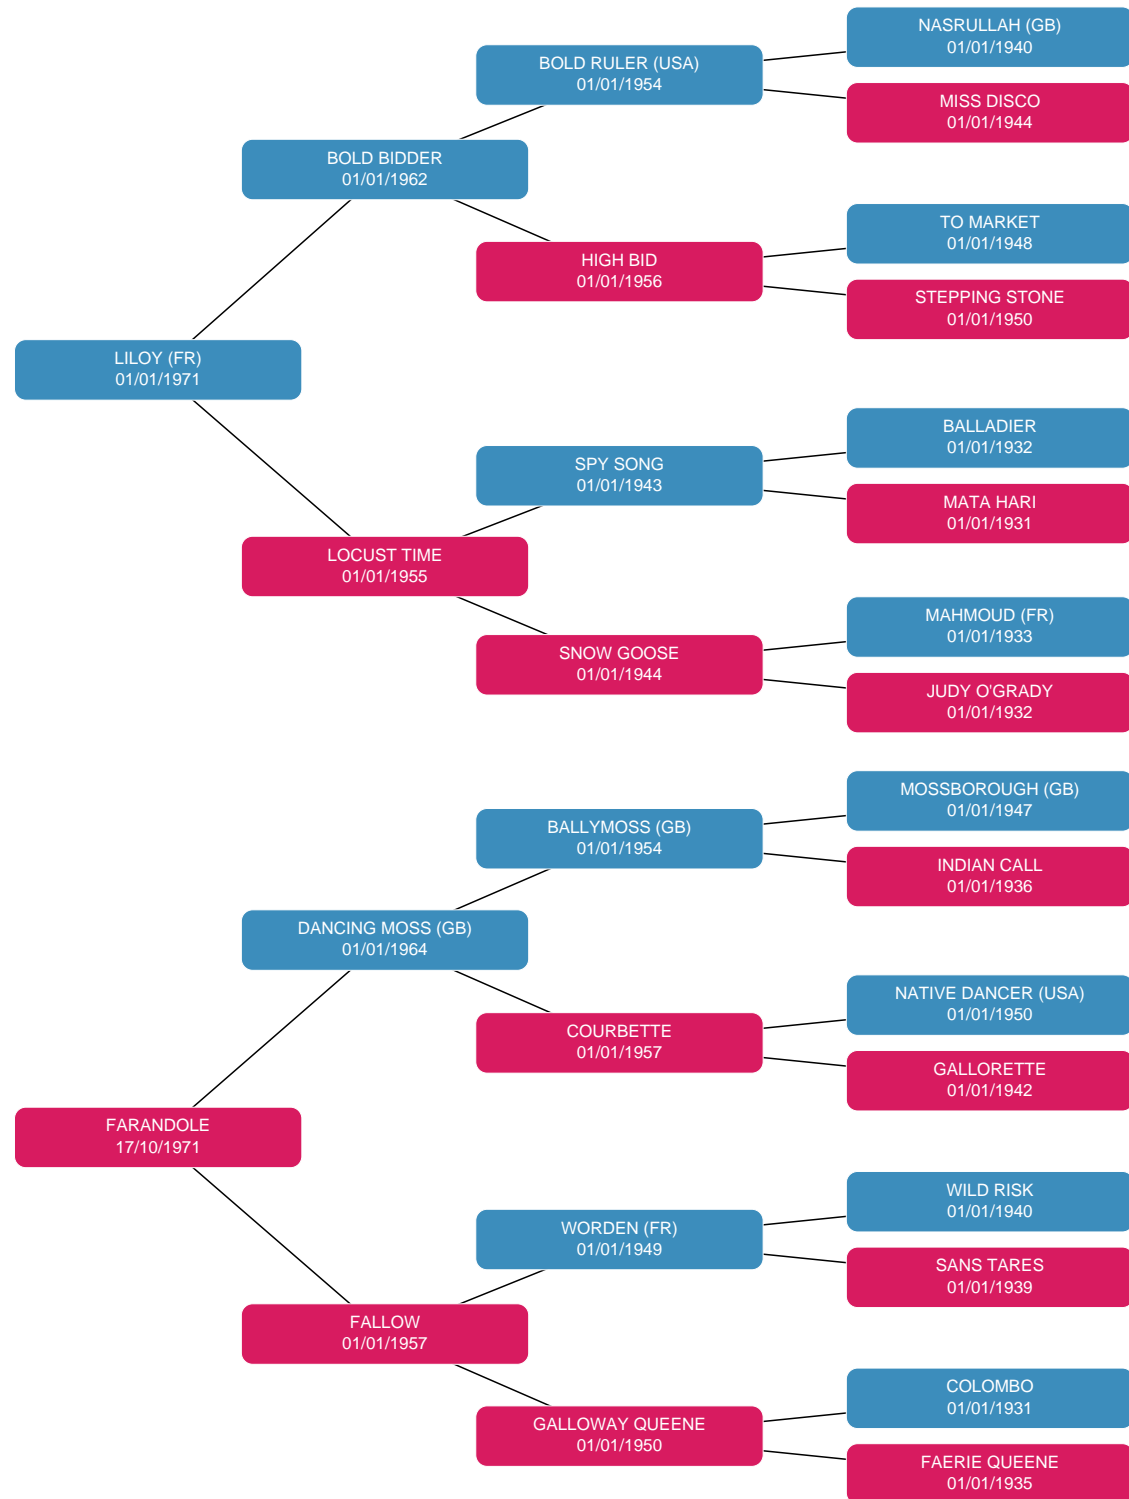 NASRULLAH (GB)
01/01/1940
BOLD RULER (USA)
01/01/1954
MISS DISCO
01/01/1944
BOLD BIDDER
01/01/1962
TO MARKET
01/01/1948
HIGH BID
01/01/1956
STEPPING STONE
01/01/1950
LILOY (FR)
01/01/1971
BALLADIER
01/01/1932
SPY SONG
01/01/1943
MATA HARI
01/01/1931
LOCUST TIME
01/01/1955
MAHMOUD (FR)
01/01/1933
SNOW GOOSE
01/01/1944
JUDY O'GRADY
01/01/1932
MOSSBOROUGH (GB)
01/01/1947
BALLYMOSS (GB)
01/01/1954
INDIAN CALL
01/01/1936
DANCING MOSS (GB)
01/01/1964
NATIVE DANCER (USA)
01/01/1950
COURBETTE
01/01/1957
GALLORETTE
01/01/1942
FARANDOLE
17/10/1971
WILD RISK
01/01/1940
WORDEN (FR)
01/01/1949
SANS TARES
01/01/1939
FALLOW
01/01/1957
COLOMBO
01/01/1931
GALLOWAY QUEENE
01/01/1950
FAERIE QUEENE
01/01/1935